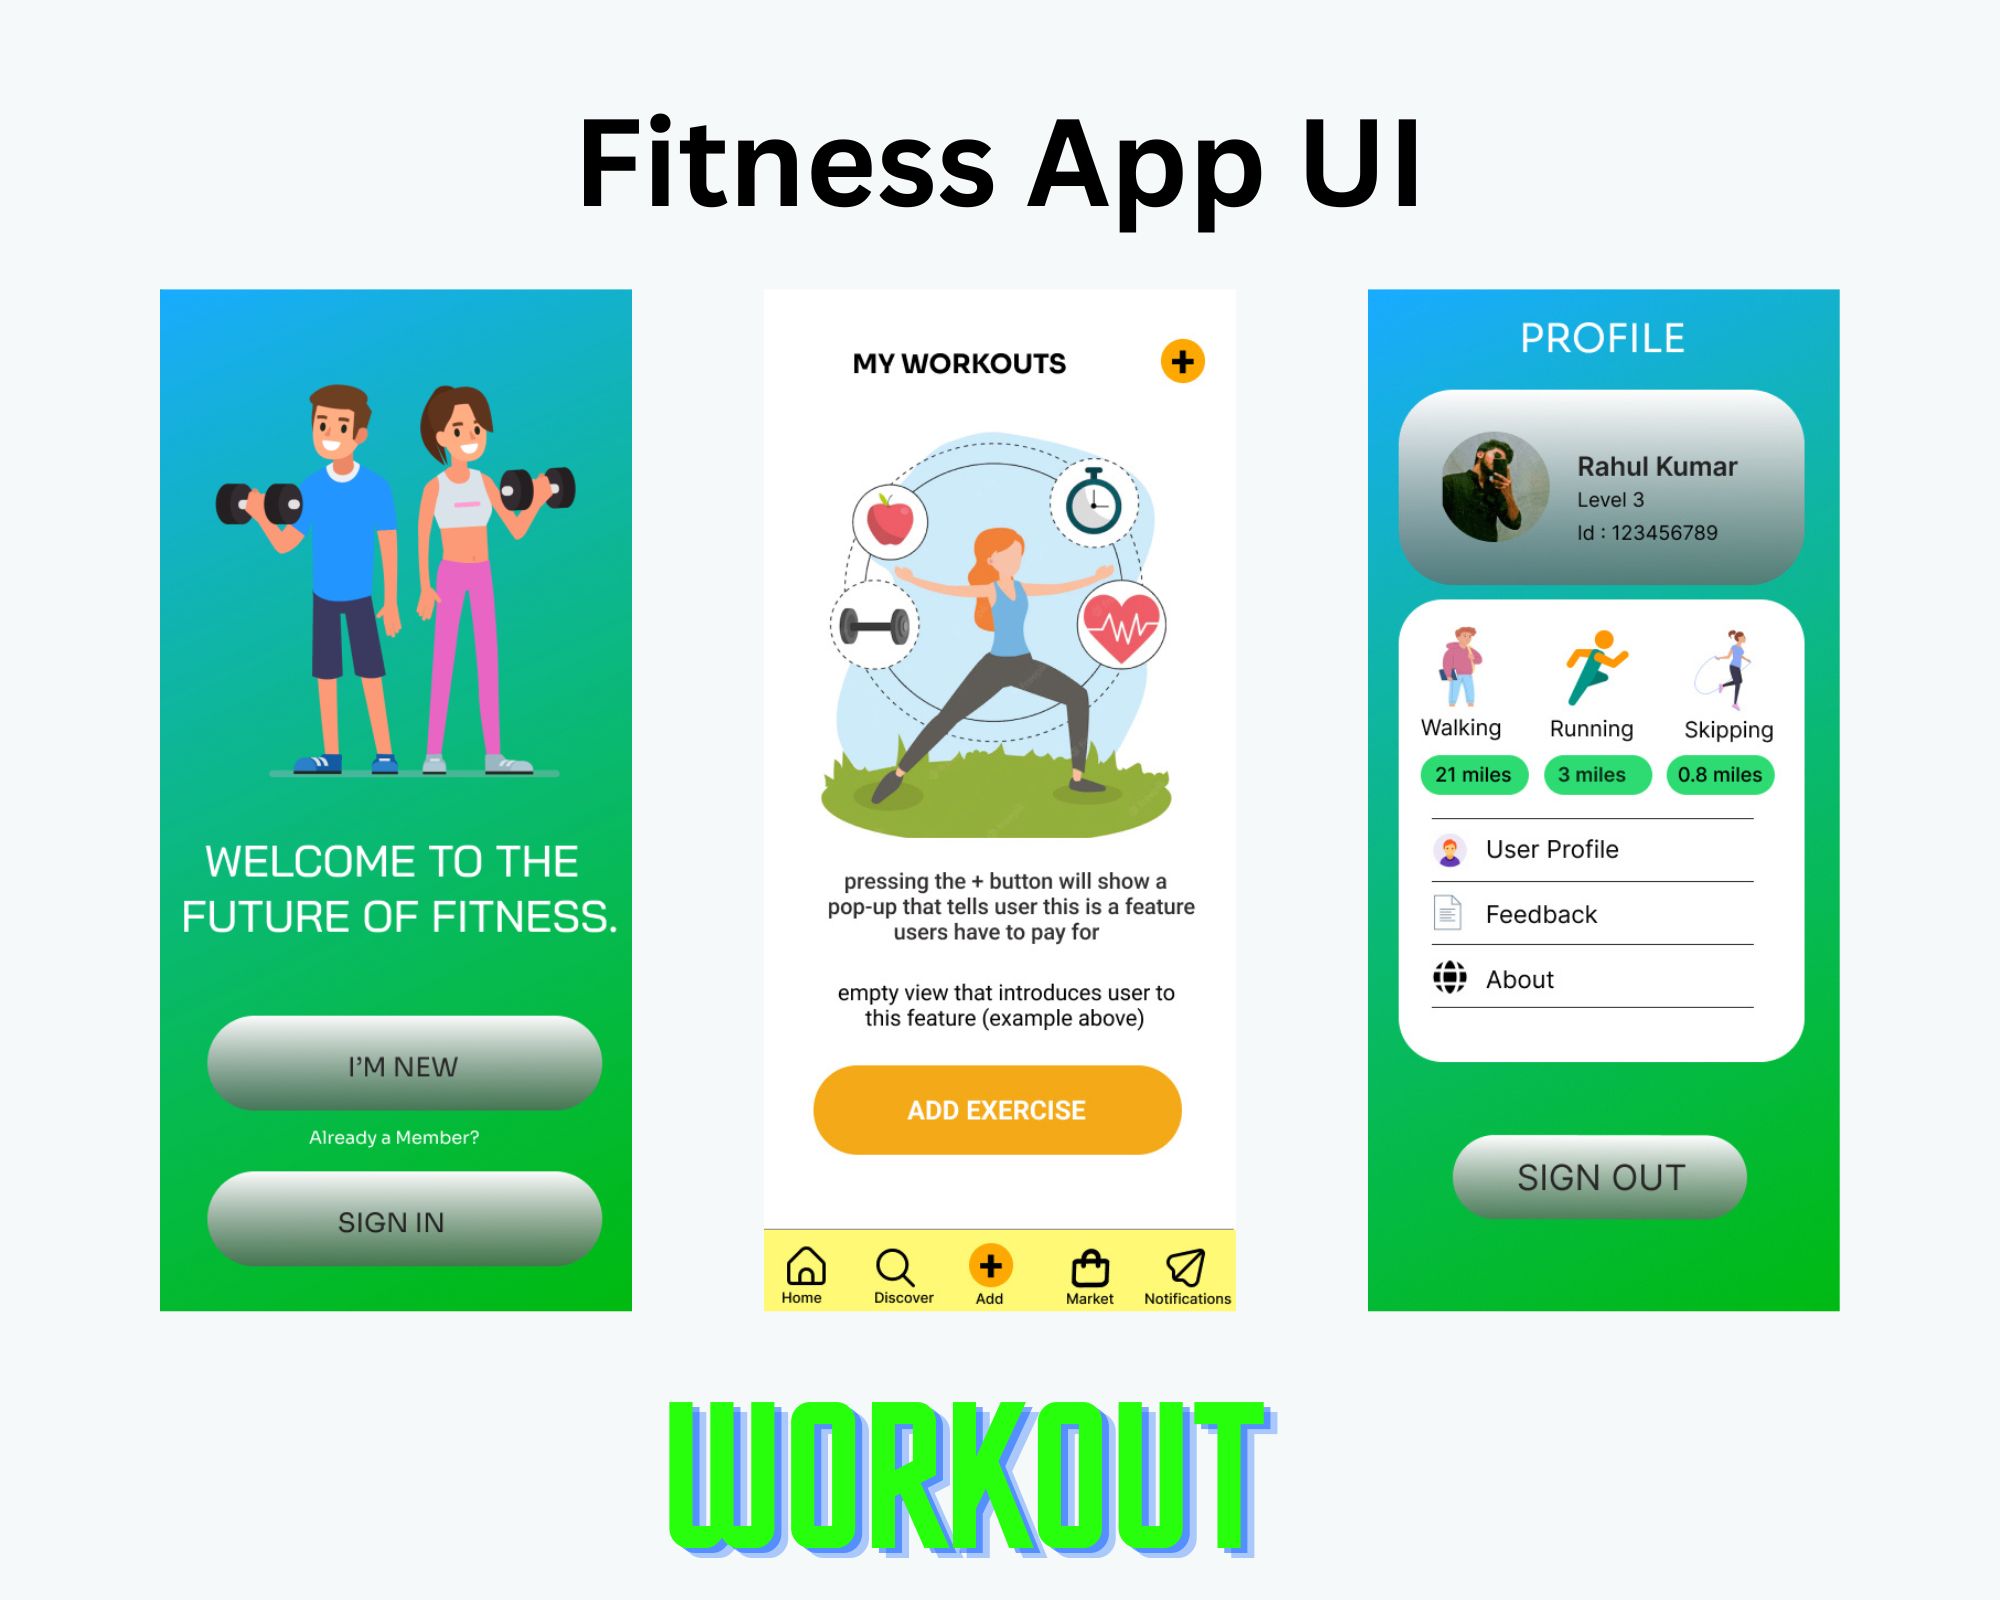 Fitness App UI
WELCOME TO THE
FUTURE OF FITNESS.
I'M NEW
Already a Member?
SIGN IN
MY WORKOUTS
pressing the + button will show a
pop-up that tells user this is a feature
users have to pay for
empty view that introduces user to
this feature (example above)
ADD EXERCISE
Home
Discover
Add
Market
Notifications
PROFILE
Rahul Kumar
Level 3
Id : 123456789
Walking
Running
Skipping
21 miles
3 miles
0.8 miles
User Profile
Feedback
About
SIGN OUT
WORKOUT